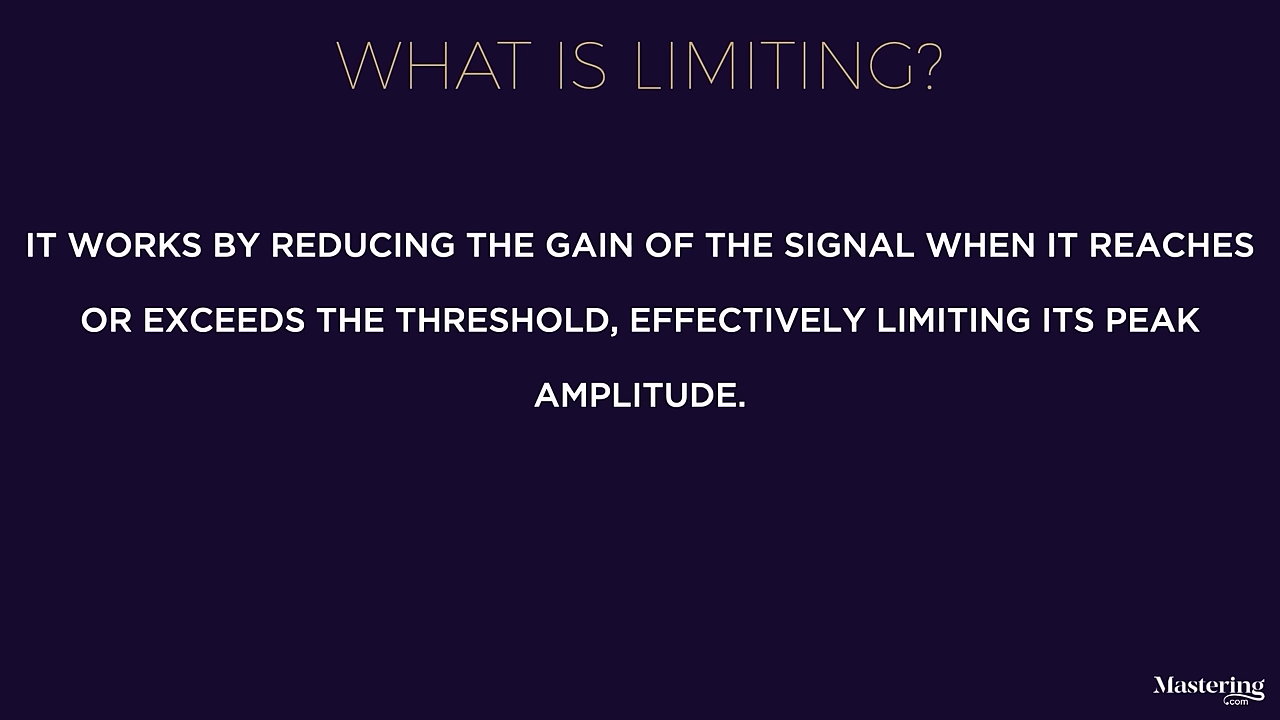 WHAT IS LIMITING?
IT WORKS BY REDUCING THE GAIN OF THE SIGNAL WHEN IT REACHES
OR EXCEEDS THE THRESHOLD, EFFECTIVELY LIMITING ITS PEAK
AMPLITUDE.
Mastering
.com